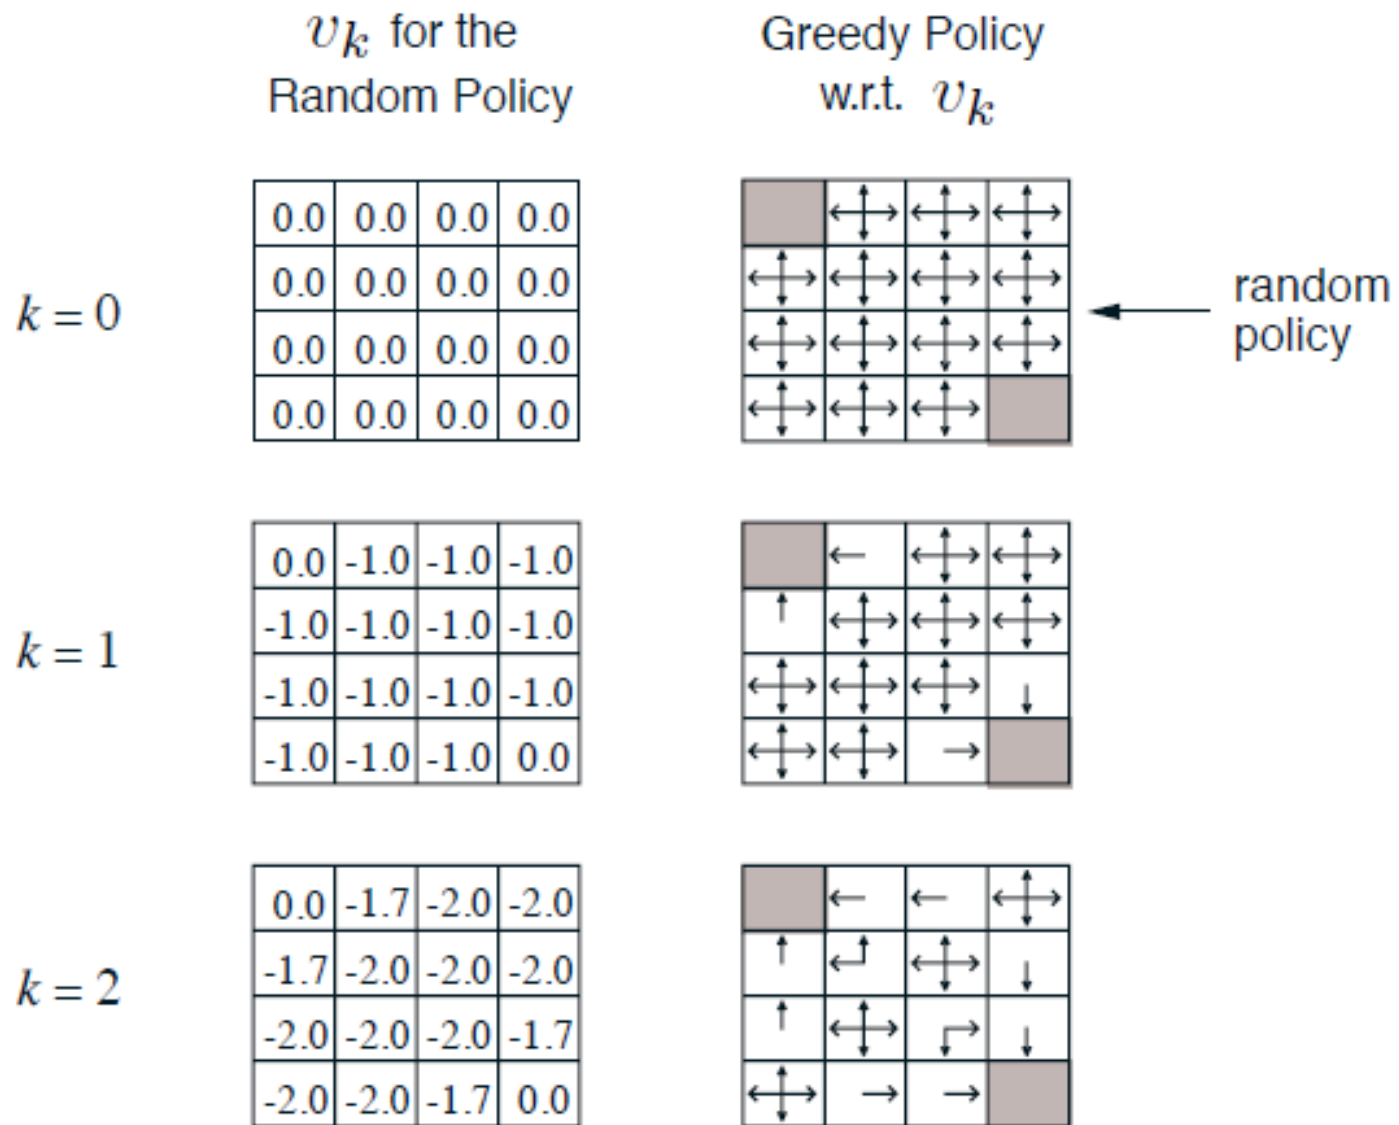 v_k for the
Random Policy
Greedy Policy
w.r.t. v_k
k = 0
0.0 0.0 0.0 0.0
0.0 0.0 0.0 0.0
0.0 0.0 0.0 0.0
0.0 0.0 0.0 0.0
random
policy
k = 1
0.0 -1.0 -1.0 -1.0
-1.0 -1.0 -1.0 -1.0
-1.0 -1.0 -1.0 -1.0
-1.0 -1.0 -1.0 0.0
k = 2
0.0 -1.7 -2.0 -2.0
-1.7 -2.0 -2.0 -2.0
-2.0 -2.0 -2.0 -1.7
-2.0 -2.0 -1.7 0.0